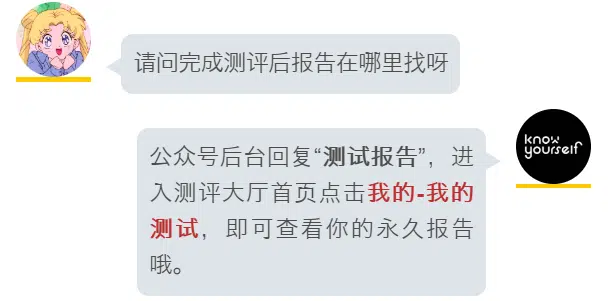 请问完成测评后报告在哪里找呀
know
yourself
公众号后台回复“测试报告”，进
入测评大厅首页点击我的-我的
测试，即可查看你的永久报告
哦。